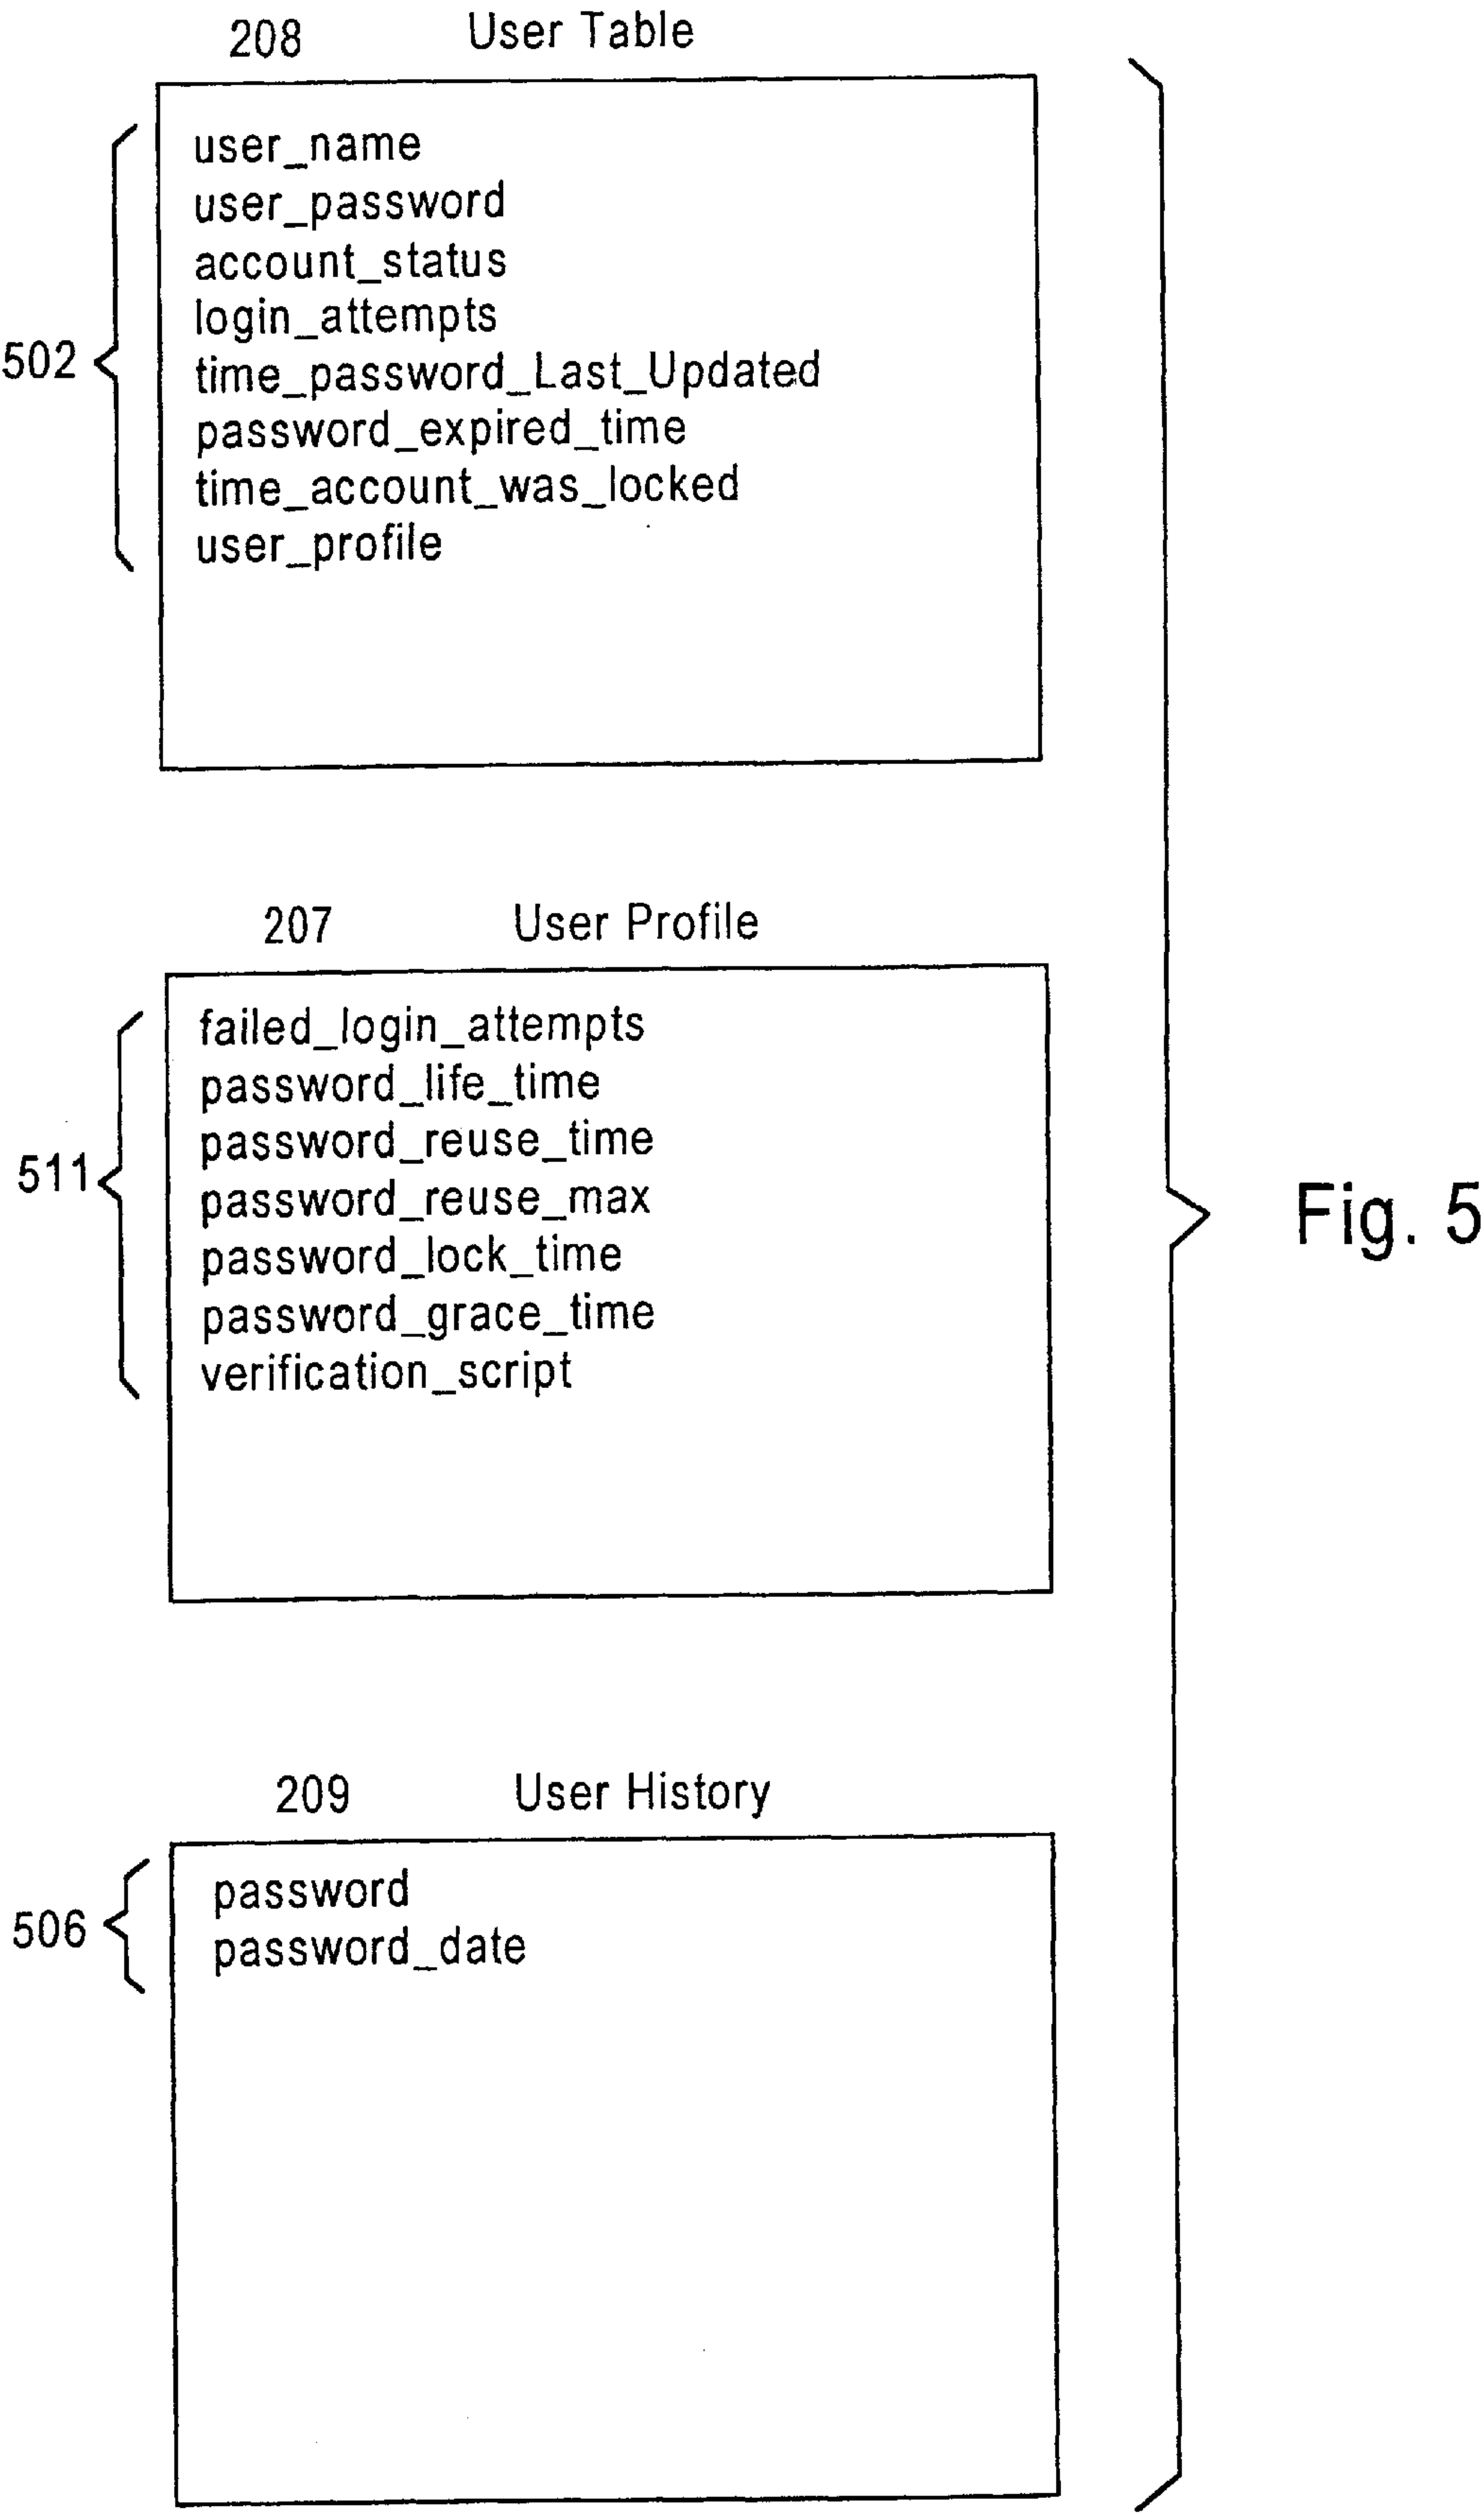 208 User Table
user_name
user_password
account_status
login_attempts
502
time_password_Last_Updated
password_expired_time
time_account_was_locked
user_profile
207 User Profile
failed_login_attempts
password_life_time
password_reuse_time
511
password_reuse_max
Fig. 5
password_lock_time
password_grace_time
verification_script
209 User History
password
506
password_date